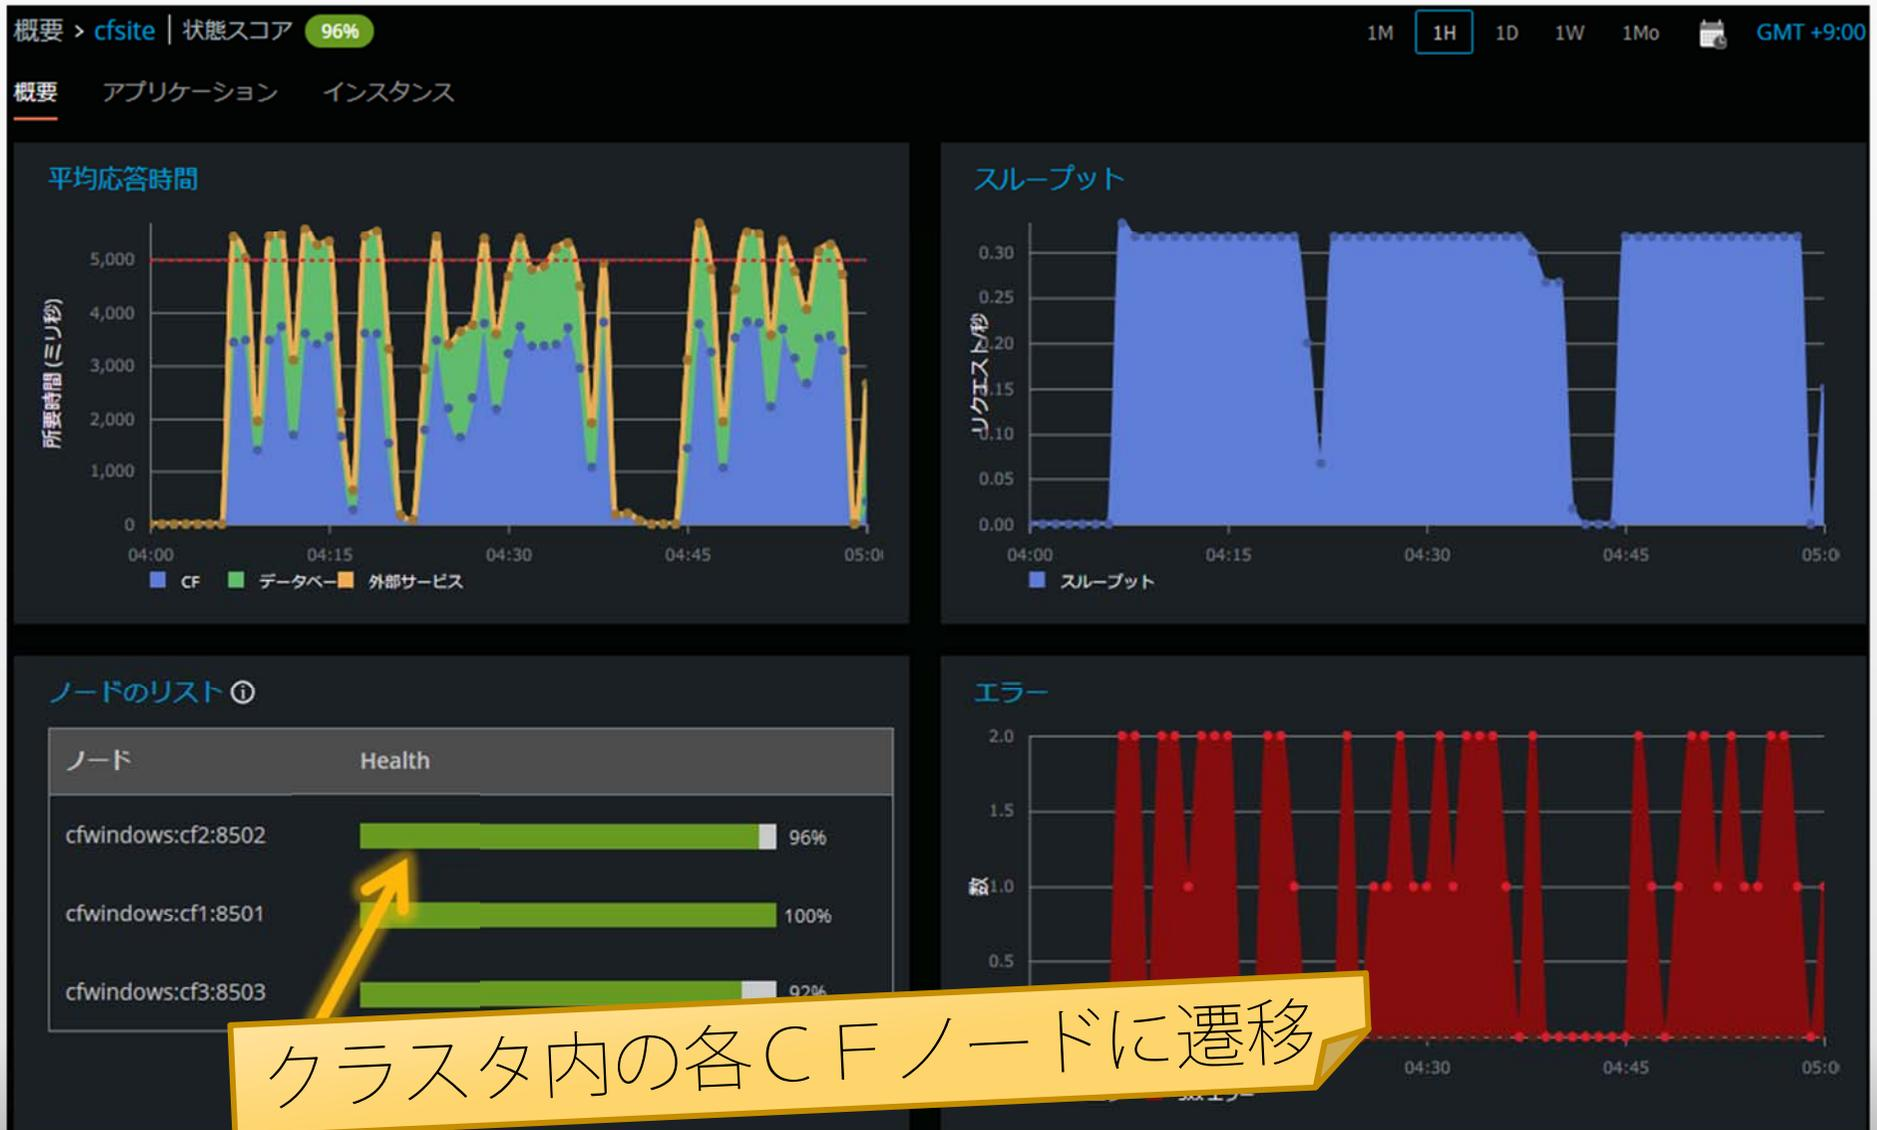 概要 > cfsite | 状態スコア 96%
1M 1H 1D 1W 1Mo GMT +9:00
概要 アプリケーション インスタンス
平均応答時間
所要時間 (ミリ秒)
5,000
4,000
3,000
2,000
1,000
0
04:00 04:15 04:30 04:45 05:0
CF データベー 外部サービス
スループット
リクエスト/秒
0.30
0.25
0.20
0.15
0.10
0.05
0.00
04:00 04:15 04:30 04:45 05:0
スループット
ノードのリスト
ノード Health
cfwindows:cf2:8502 96%
cfwindows:cf1:8501 100%
cfwindows:cf3:8503 92%
エラー
数
2.0
1.5
1.0
0.5
04:30 04:45 05:0
クラスタ内の各ＣＦノードに遷移